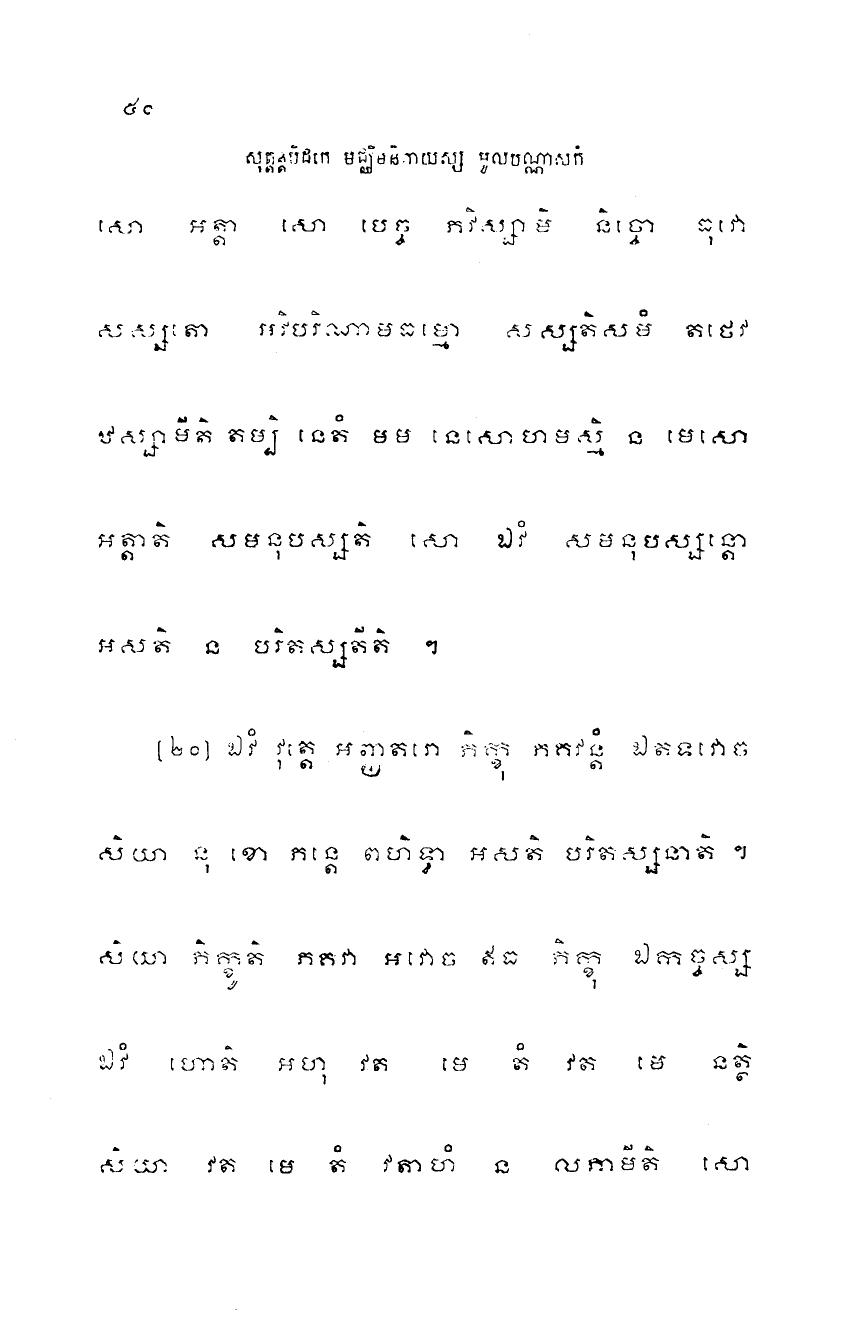 ៥០
សុត្តន្តបិដកេ មជ្ឈិមនិកាយស្ស មូលបណ្ណាសកំ
សោ អត្តា សោ បេច្ច ភវិស្សាមិ និច្ចោ ធុវោ
សស្សតោ អវិបរិណាមធម្មោ សស្សតិសមំ តថេវ
ឋស្សាមីតិ តម្បិ នេតំ មម នេសោហមស្មិ ន មេសោ
អត្តាតិ សមនុបស្សតិ សោ ឯវំ សមនុបស្សន្តោ
អសតិ ន បរិតស្សតីតិ ។
[២០] ឯវំ វុត្តេ អញ្ញតរោ ភិក្ខុ ភគវន្តំ ឯតទវោច
សិយា នុ ខោ ភន្តេ ពហិទ្ធា អសតិ បរិតស្សនាតិ ។
សិយា ភិក្ខូតិ ភគវា អវោច ឥធ ភិក្ខុ ឯកច្ចស្ស
ឯវំ ហោតិ អហុ វត មេ តំ វត មេ នត្ថិ
សិយា វត មេ តំ វតាហំ ន លភាមីតិ សោ